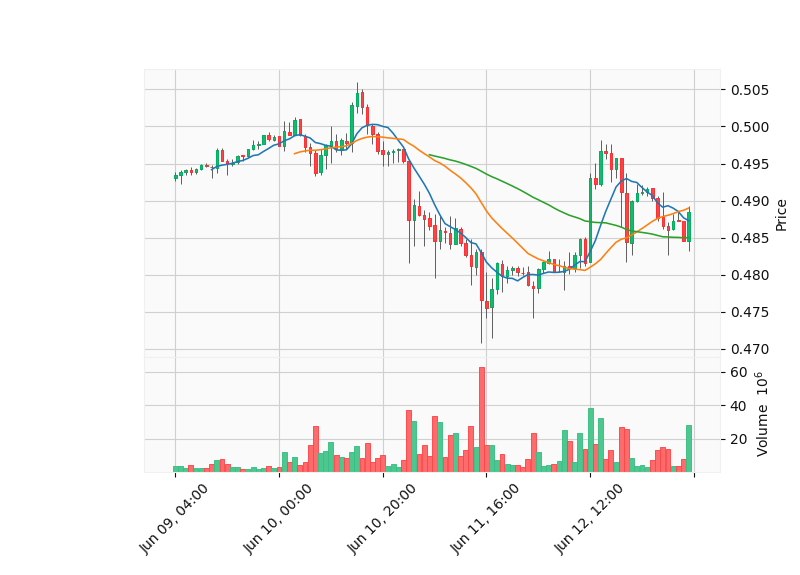 0.505
0.500
0.495
0.490
0.485
0.480
0.475
0.470
Price
60
40
20
Volume 10^6
Jun 09, 04:00
Jun 10, 00:00
Jun 10, 20:00
Jun 11, 16:00
Jun 12, 12:00